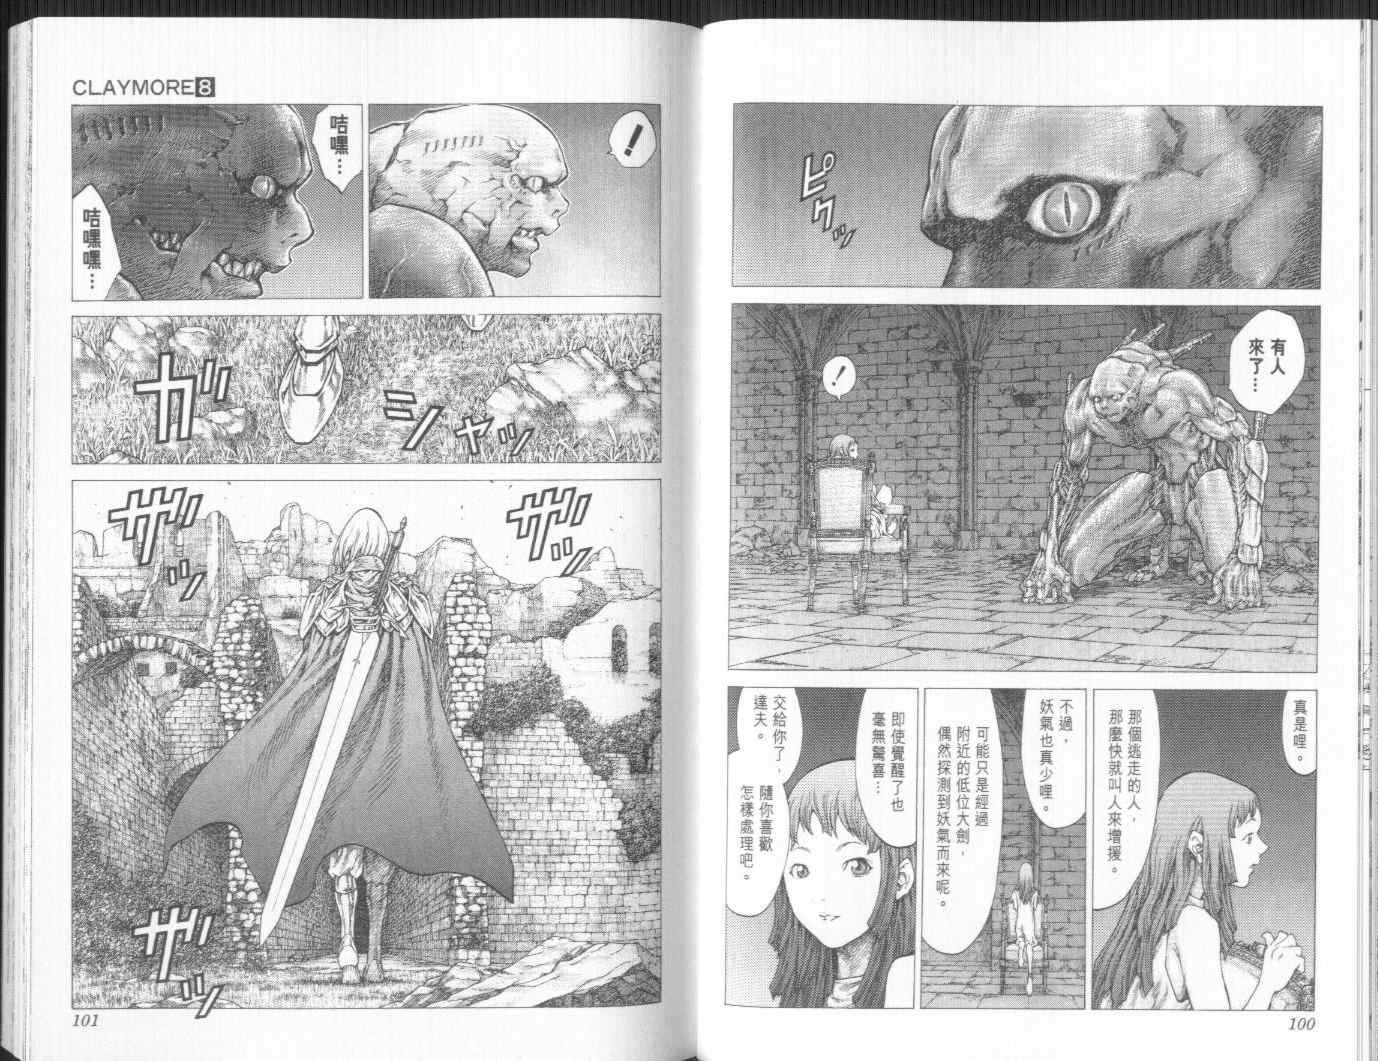 ピクッ
有人
來了…
！
真是哩。
那個逃走的人，
那麼快就叫人來增援。
不過，
妖氣也真少哩。
可能只是經過
附近的低位大劍，
偶然探測到妖氣而來呢。
即使覺醒了也
毫無驚喜…
交給你了，
達夫。
隨你喜歡
怎樣處理吧。
100
CLAYMORE8
！
咭嘿…
咭嘿嘿…
ガッ
シャッ
ザッ
ザッ
ザッ
101